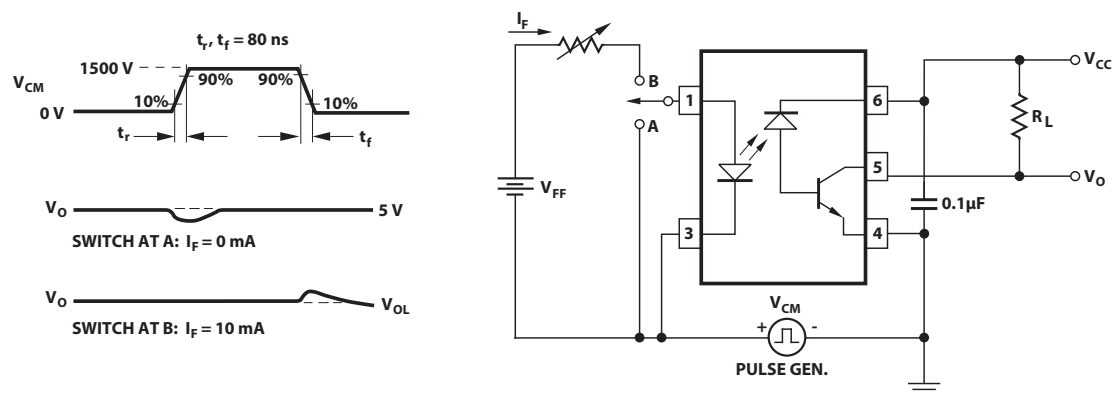 tr, tf = 80 ns
VCM
1500 V
90%
90%
10%
10%
0 V
tr
tf
VO
5 V
SWITCH AT A: IF = 0 mA
VO
VOL
SWITCH AT B: IF = 10 mA
IF
B
A
VFF
1
3
6
5
4
VCC
RL
VO
0.1µF
VCM
+
-
PULSE GEN.